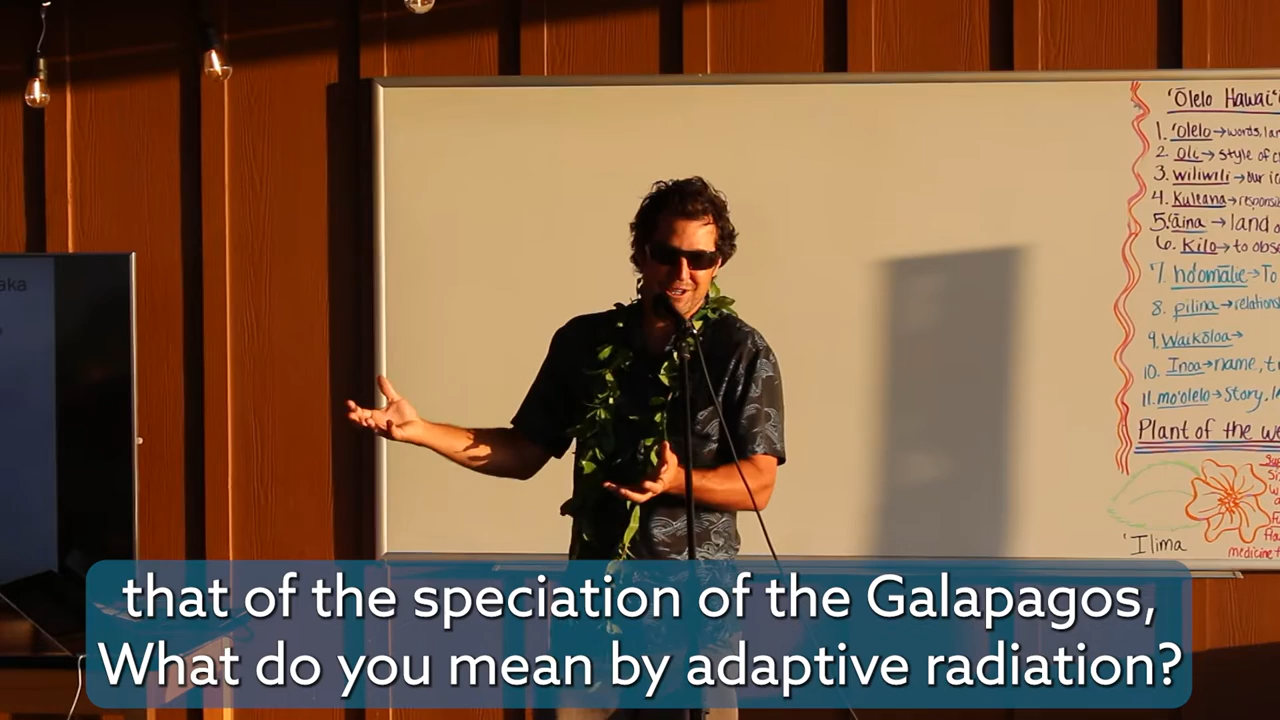 aka
'Ōlelo Hawai'i
1. 'Ōlelo → words, lan
2. Oli → style of c
3. wiliwili → our ic
4. Kuleana → responsi
5. 'āina → land o
6. Kilo → to obse
7. ho'omālie → To
8. pilina → relations
9. Waikōloa →
10. Inoa → name, t
11. mo'olelo → Story, 
Plant of the we
'Ilima
medicine
that of the speciation of the Galapagos,
What do you mean by adaptive radiation?